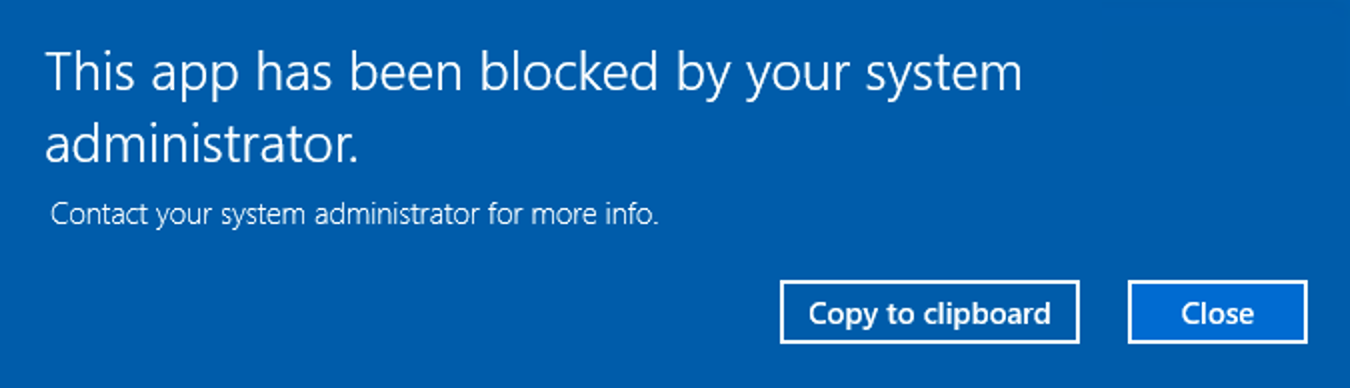 This app has been blocked by your system
administrator.
Contact your system administrator for more info.
Copy to clipboard
Close